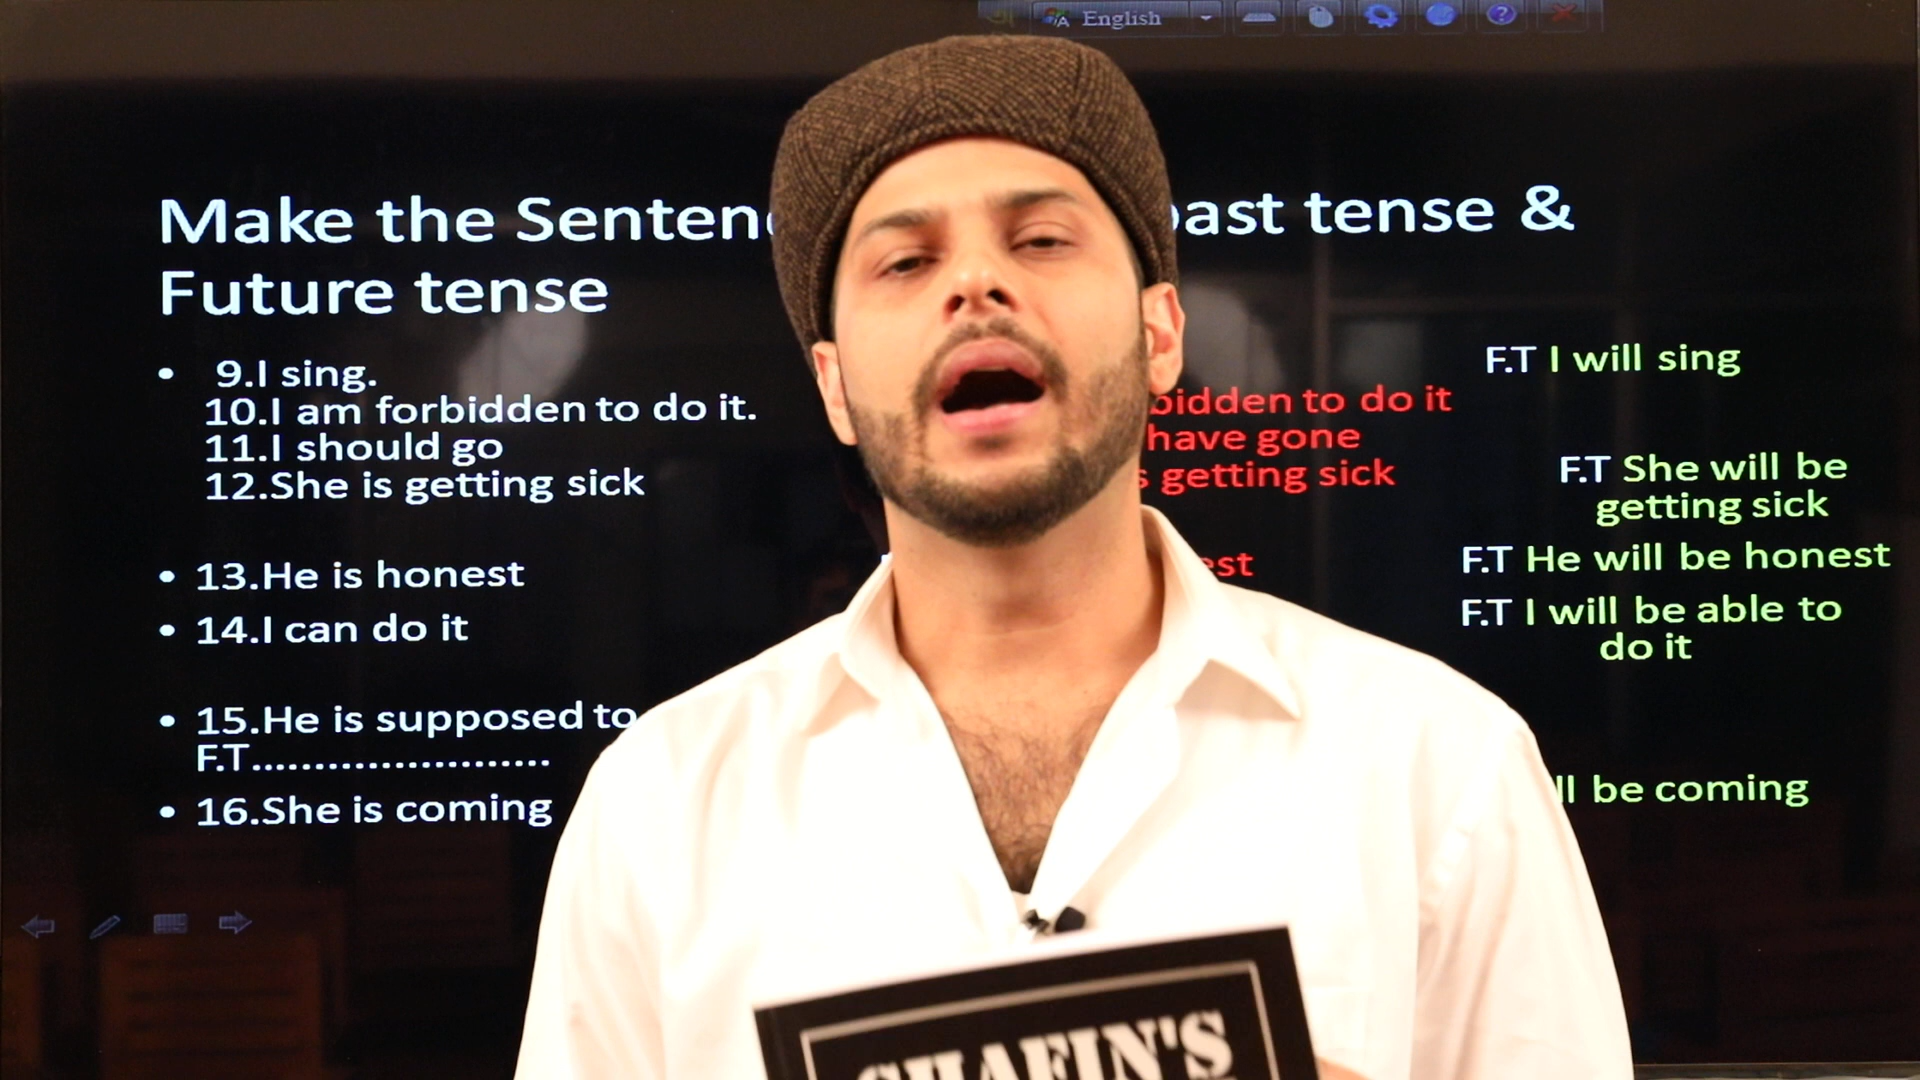 English
Make the Sentenc past tense &
Future tense
• 9.I sing. F.T I will sing
10.I am forbidden to do it. bidden to do it
11.I should go have gone
12.She is getting sick s getting sick F.T She will be
getting sick
• 13.He is honest est F.T He will be honest
• 14.I can do it F.T I will be able to
do it
• 15.He is supposed to
F.T.......................
• 16.She is coming ll be coming
SHAFIN'S